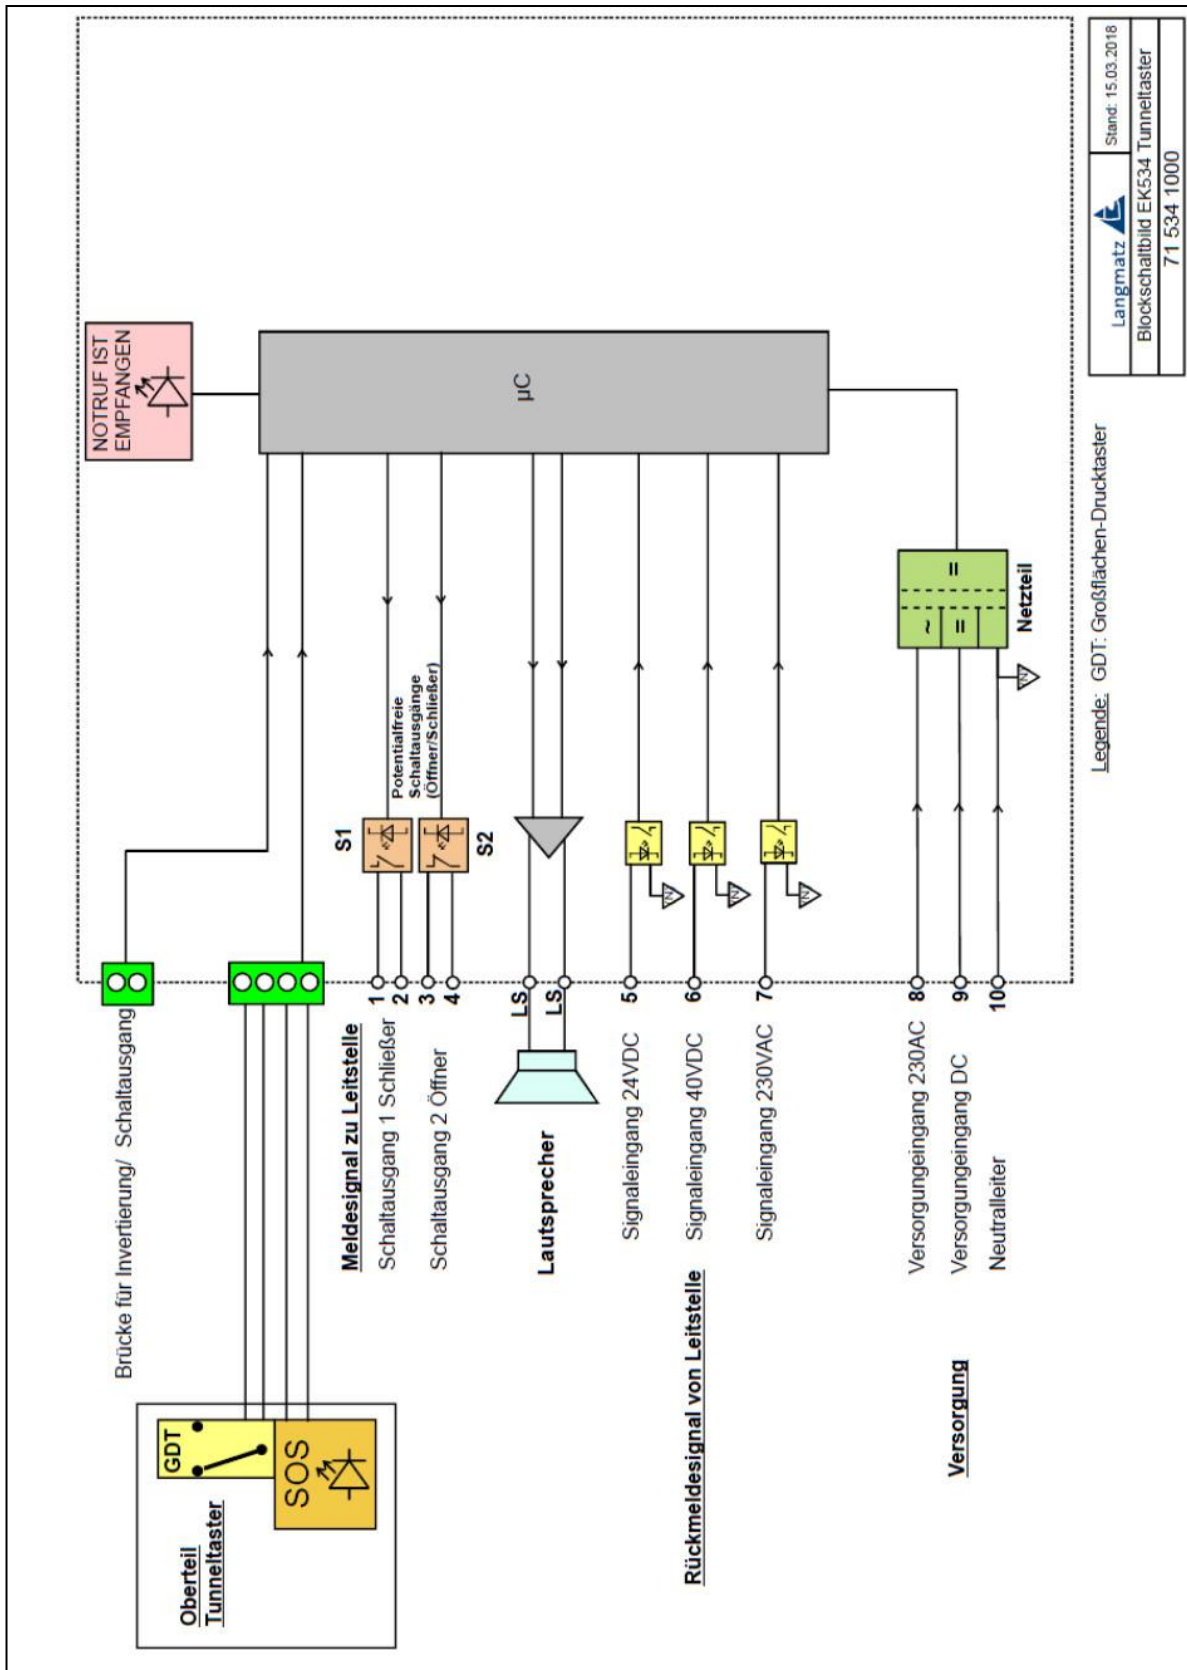 Brücke für Invertierung/ Schaltausgang
Oberteil
Tunneltaster
GDT
SOS
NOTRUF IST
EMPFANGEN
Meldesignal zu Leitstelle
Schaltausgang 1 Schließer
Schaltausgang 2 Öffner
1
2
3
4
S1
S2
Potentialfreie
Schaltausgänge
(Öffner/Schließer)
µC
Lautsprecher
LS
LS
Rückmeldesignal von Leitstelle
Signaleingang 24VDC
5
N
Signaleingang 40VDC
6
N
Signaleingang 230VAC
7
N
Versorgung
Versorgungeingang 230AC
8
Versorgungeingang DC
9
Neutralleiter
10
N
~
=
=
Netzteil
Legende: GDT: Großflächen-Drucktaster
Langmatz
Stand: 15.03.2018
Blockschaltbild EK534 Tunneltaster
71 534 1000